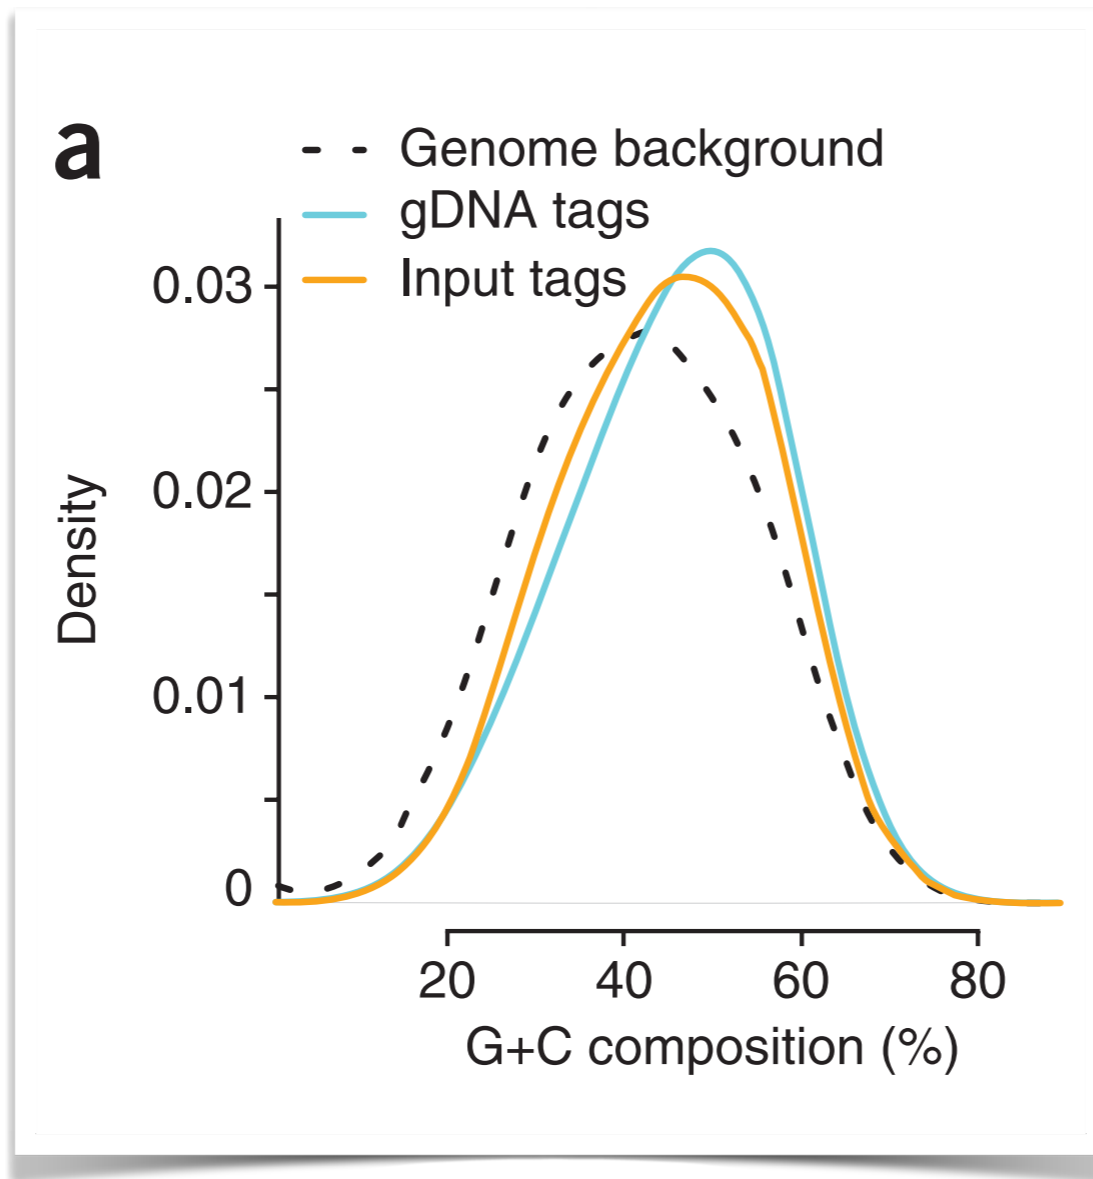 a
Genome background
gDNA tags
Input tags
0.03
0.02
0.01
0
Density
20 40 60 80
G+C composition (%)